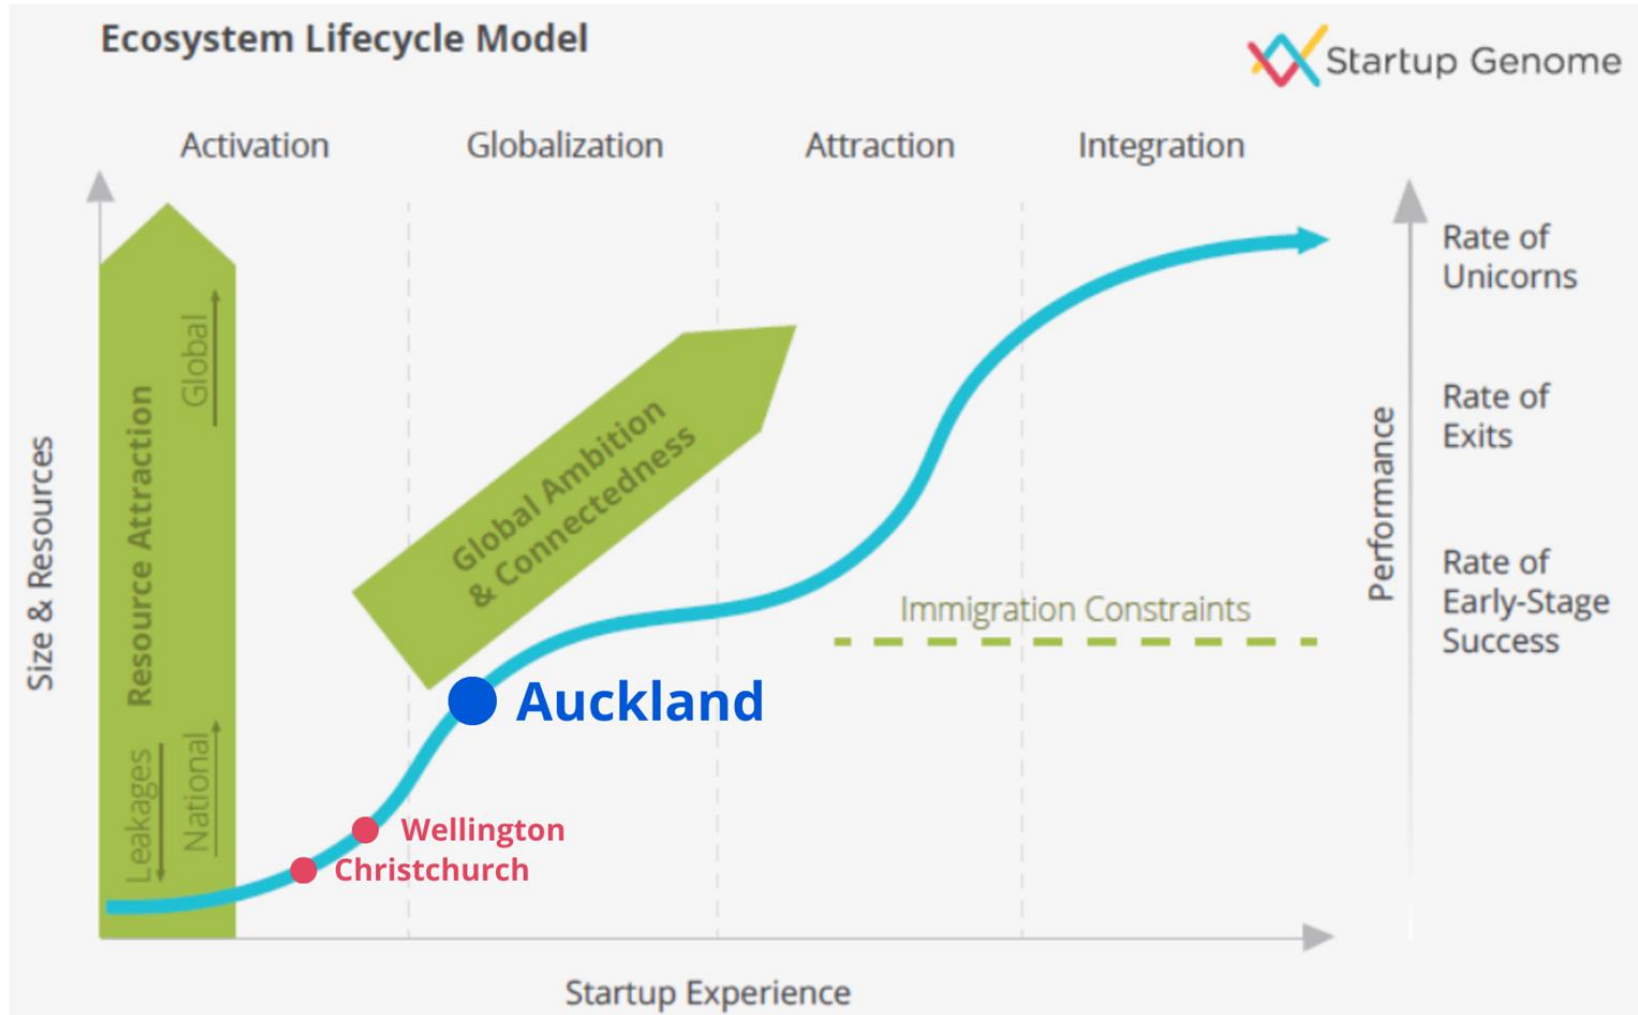 Ecosystem Lifecycle Model
Startup Genome
Activation
Globalization
Attraction
Integration
Size & Resources
Resource Attraction
Global
National
Leakages
Global Ambition
& Connectedness
Auckland
Wellington
Christchurch
Immigration Constraints
Performance
Rate of
Unicorns
Rate of
Exits
Rate of
Early-Stage
Success
Startup Experience